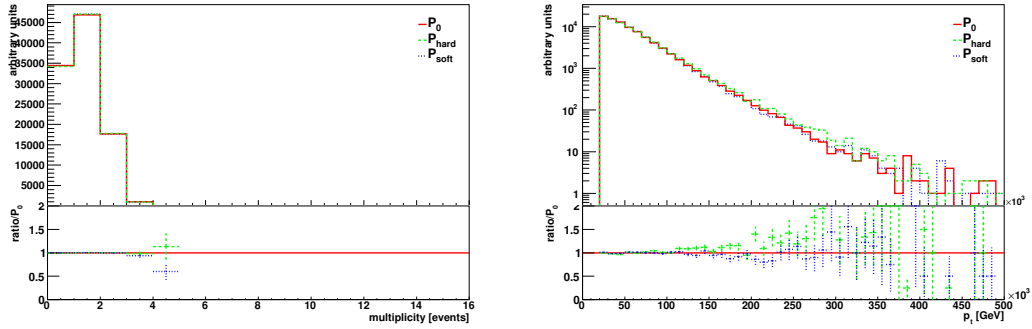 arbitrary units
45000
40000
35000
30000
25000
20000
15000
10000
5000
P0
Phard
Psoft
ratio/P0
2
1.5
1
0.5
0
0 2 4 6 8 10 12 14 16
multiplicity [events]
arbitrary units
10^4
10^3
10^2
10
1
P0
Phard
Psoft
×10^3
ratio/P0
2
1.5
1
0.5
0
0 50 100 150 200 250 300 350 400 450 500
×10^3
pt [GeV]